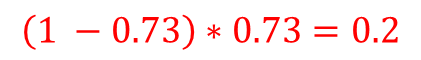 (1 − 0.73) ∗ 0.73 = 0.2